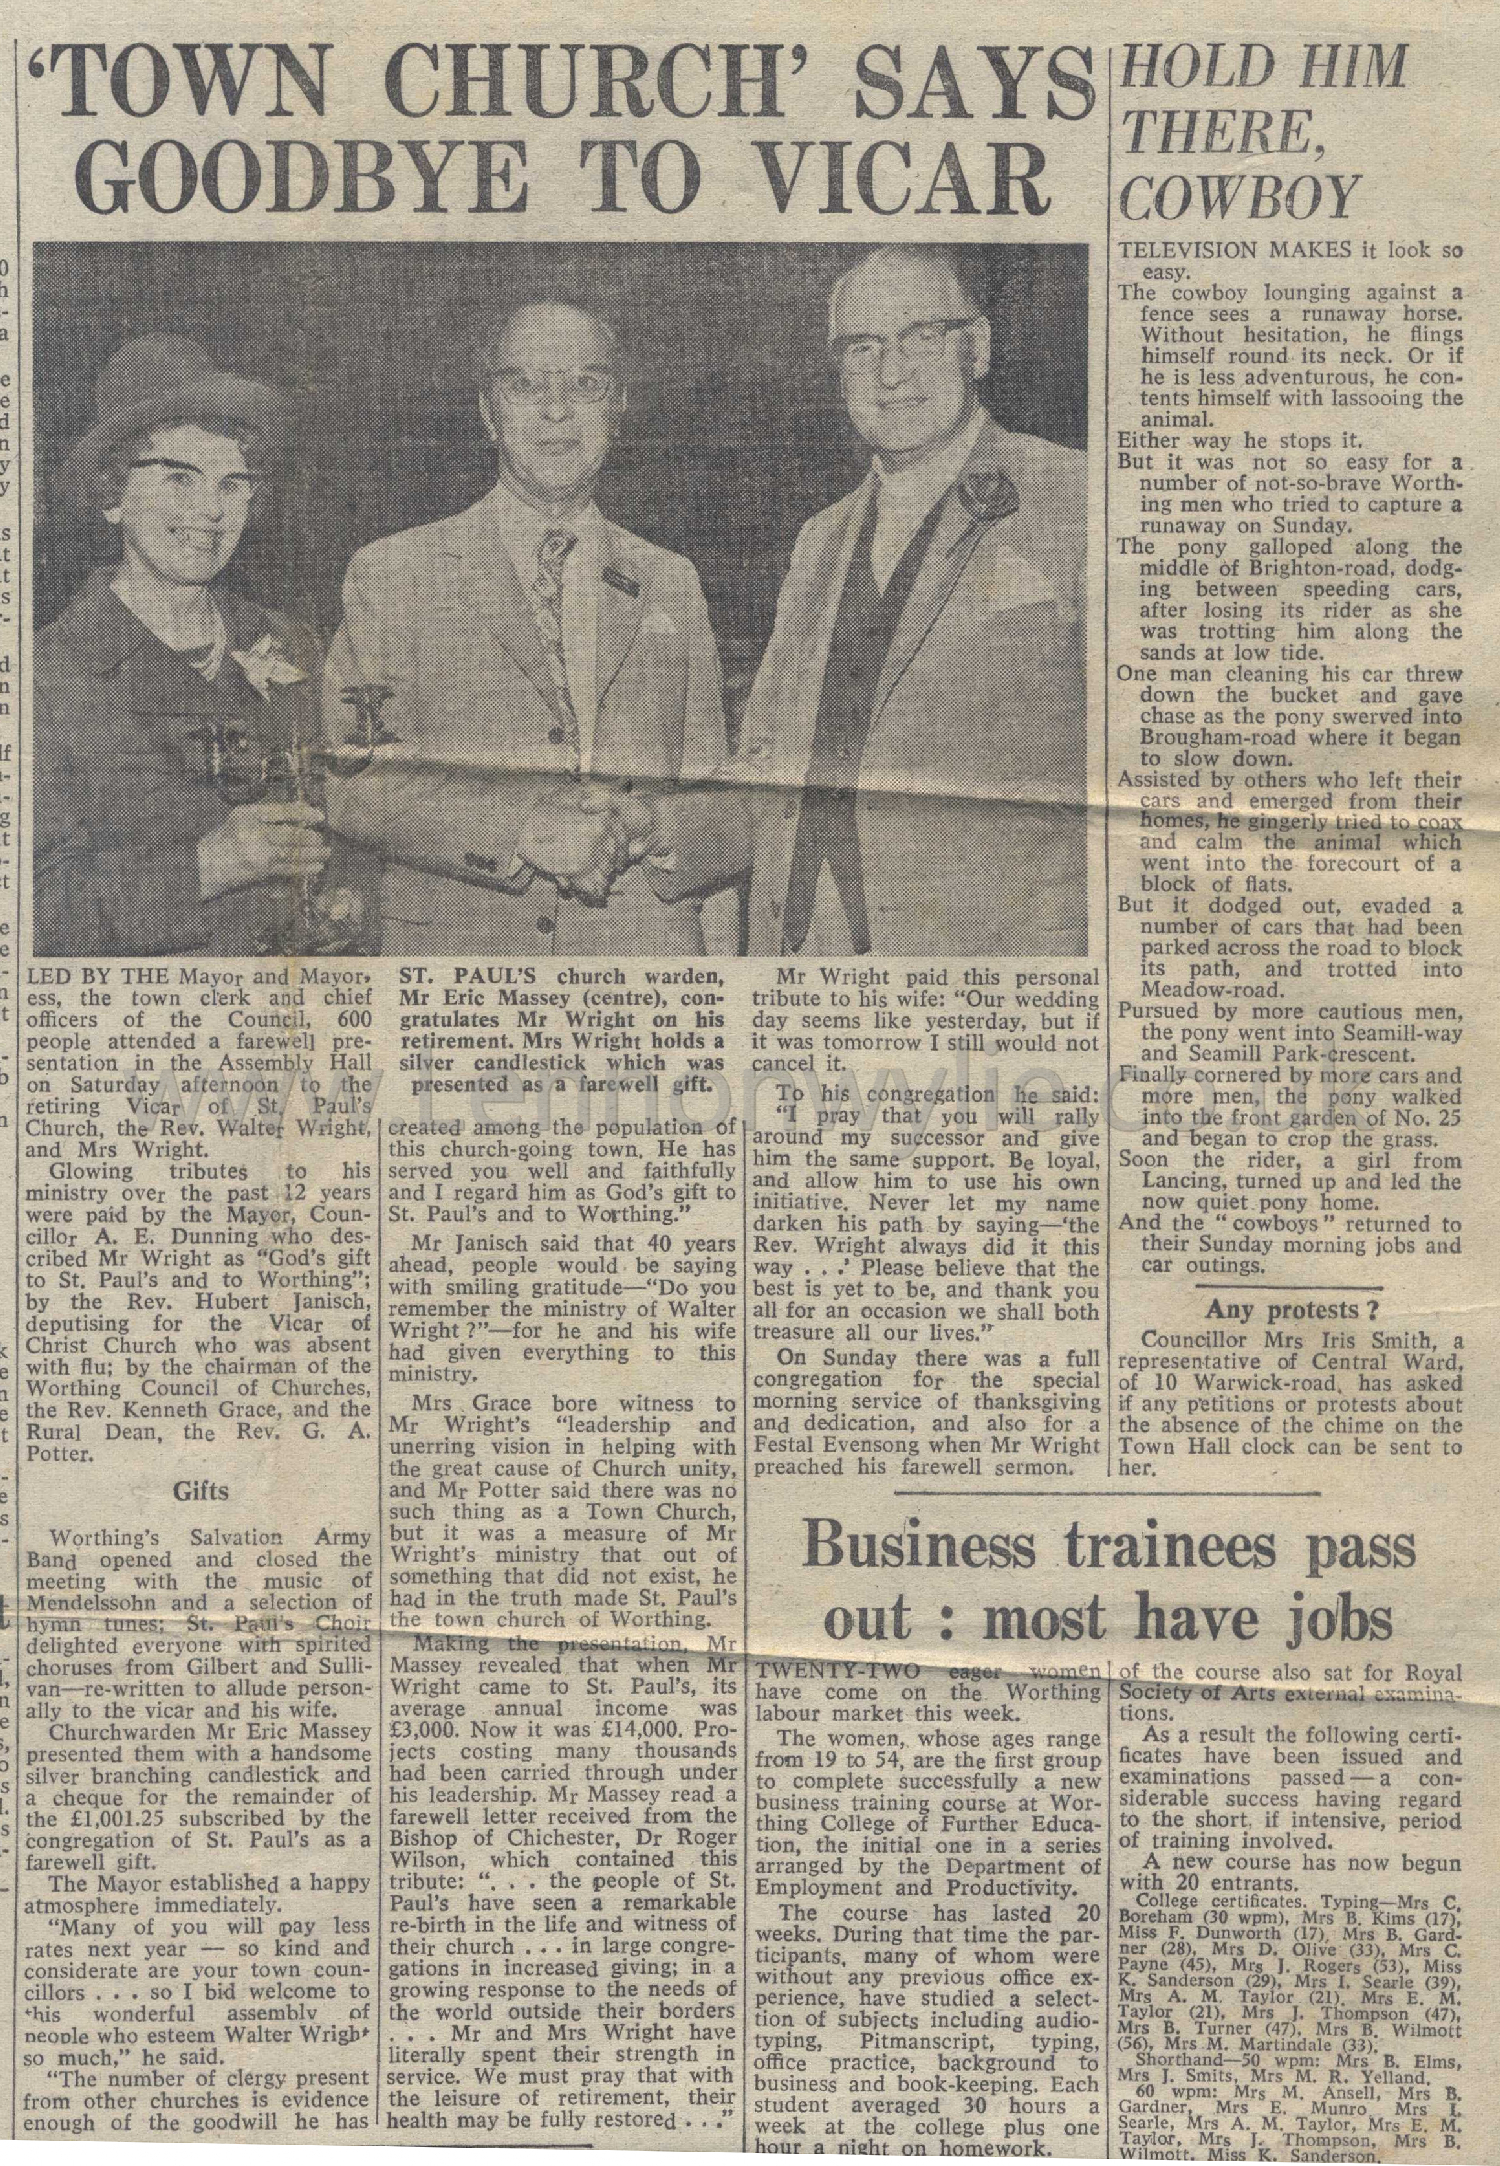 ‘TOWN CHURCH’ SAYS
GOODBYE TO VICAR
LED BY THE Mayor and Mayor-
ess, the town clerk and chief
officers of the Council, 600
people attended a farewell pre-
sentation in the Assembly Hall
on Saturday afternoon to the
retiring Vicar of St. Paul's
Church, the Rev. Walter Wright,
and Mrs Wright.
Glowing tributes to his
ministry over the past 12 years
were paid by the Mayor, Coun-
cillor A. E. Dunning who des-
cribed Mr Wright as "God's gift
to St. Paul's and to Worthing";
by the Rev. Hubert Janisch,
deputising for the Vicar of
Christ Church who was absent
with flu; by the chairman of the
Worthing Council of Churches,
the Rev. Kenneth Grace, and the
Rural Dean, the Rev. G. A.
Potter.
Gifts
Worthing's Salvation Army
Band opened and closed the
meeting with the music of
Mendelssohn and a selection of
hymn tunes; St. Paul's Choir
delighted everyone with spirited
choruses from Gilbert and Sulli-
van—re-written to allude person-
ally to the vicar and his wife.
Churchwarden Mr Eric Massey
presented them with a handsome
silver branching candlestick and
a cheque for the remainder of
the £1,001.25 subscribed by the
congregation of St. Paul's as a
farewell gift.
The Mayor established a happy
atmosphere immediately.
"Many of you will pay less
rates next year — so kind and
considerate are your town coun-
cillors . . . so I bid welcome to
this wonderful assembly of
people who esteem Walter Wright
so much," he said.
"The number of clergy present
from other churches is evidence
enough of the goodwill he has
ST. PAUL'S church warden,
Mr Eric Massey (centre), con-
gratulates Mr Wright on his
retirement. Mrs Wright holds a
silver candlestick which was
presented as a farewell gift.
created among the population of
this church-going town. He has
served you well and faithfully
and I regard him as God's gift to
St. Paul's and to Worthing."
Mr Janisch said that 40 years
ahead, people would be saying
with smiling gratitude—"Do you
remember the ministry of Walter
Wright ?"—for he and his wife
had given everything to this
ministry.
Mrs Grace bore witness to
Mr Wright's "leadership and
unerring vision in helping with
the great cause of Church unity,
and Mr Potter said there was no
such thing as a Town Church,
but it was a measure of Mr
Wright's ministry that out of
something that did not exist, he
had in the truth made St. Paul's
the town church of Worthing.
Making the presentation, Mr
Massey revealed that when Mr
Wright came to St. Paul's, its
average annual income was
£3,000. Now it was £14,000. Pro-
jects costing many thousands
had been carried through under
his leadership. Mr Massey read a
farewell letter received from the
Bishop of Chichester, Dr Roger
Wilson, which contained this
tribute: ". . . the people of St.
Paul's have seen a remarkable
re-birth in the life and witness of
their church . . . in large congre-
gations in increased giving; in a
growing response to the needs of
the world outside their borders
. . . Mr and Mrs Wright have
literally spent their strength in
service. We must pray that with
the leisure of retirement, their
health may be fully restored . . ."
Mr Wright paid this personal
tribute to his wife: "Our wedding
day seems like yesterday, but if
it was tomorrow I still would not
cancel it.
To his congregation he said:
"I pray that you will rally
around my successor and give
him the same support. Be loyal,
and allow him to use his own
initiative. Never let my name
darken his path by saying—'the
Rev. Wright always did it this
way . . .' Please believe that the
best is yet to be, and thank you
all for an occasion we shall both
treasure all our lives."
On Sunday there was a full
congregation for the special
morning service of thanksgiving
and dedication, and also for a
Festal Evensong when Mr Wright
preached his farewell sermon.
HOLD HIM
THERE,
COWBOY
TELEVISION MAKES it look so
easy.
The cowboy lounging against a
fence sees a runaway horse.
Without hesitation, he flings
himself round its neck. Or if
he is less adventurous, he con-
tents himself with lassooing the
animal.
Either way he stops it.
But it was not so easy for a
number of not-so-brave Worth-
ing men who tried to capture a
runaway on Sunday.
The pony galloped along the
middle of Brighton-road, dodg-
ing between speeding cars,
after losing its rider as she
was trotting him along the
sands at low tide.
One man cleaning his car threw
down the bucket and gave
chase as the pony swerved into
Brougham-road where it began
to slow down.
Assisted by others who left their
cars and emerged from their
homes, he gingerly tried to coax
and calm the animal which
went into the forecourt of a
block of flats.
But it dodged out, evaded a
number of cars that had been
parked across the road to block
its path, and trotted into
Meadow-road.
Pursued by more cautious men,
the pony went into Seamill-way
and Seamill Park-crescent.
Finally cornered by more cars and
more men, the pony walked
into the front garden of No. 25
and began to crop the grass.
Soon the rider, a girl from
Lancing, turned up and led the
now quiet pony home.
And the "cowboys" returned to
their Sunday morning jobs and
car outings.
Any protests ?
Councillor Mrs Iris Smith, a
representative of Central Ward,
of 10 Warwick-road, has asked
if any petitions or protests about
the absence of the chime on the
Town Hall clock can be sent to
her.
Business trainees pass
out : most have jobs
TWENTY-TWO eager women
have come on the Worthing
labour market this week.
The women, whose ages range
from 19 to 54, are the first group
to complete successfully a new
business training course at Wor-
thing College of Further Educa-
tion, the initial one in a series
arranged by the Department of
Employment and Productivity.
The course has lasted 20
weeks. During that time the par-
ticipants, many of whom were
without any previous office ex-
perience, have studied a select-
tion of subjects including audio-
typing, Pitmanscript, typing,
office practice, background to
business and book-keeping. Each
student averaged 30 hours a
week at the college plus one
hour a night on homework.
of the course also sat for Royal
Society of Arts external examina-
tions.
As a result the following certi-
ficates have been issued and
examinations passed — a con-
siderable success having regard
to the short, if intensive, period
of training involved.
A new course has now begun
with 20 entrants.
College certificates. Typing—Mrs C.
Boreham (30 wpm), Mrs B. Kims (17),
Miss F. Dunworth (17), Mrs B. Gard-
ner (28), Mrs D. Olive (33), Mrs C.
Payne (45), Mrs J. Rogers (53), Miss
K. Sanderson (29), Mrs I. Searle (39),
Mrs A. M. Taylor (21), Mrs E. M.
Taylor (21), Mrs J. Thompson (47),
Mrs B. Turner (47), Mrs B. Wilmott
(56), Mrs M. Martindale (33).
Shorthand—50 wpm: Mrs B. Elms,
Mrs J. Smits, Mrs M. R. Yelland.
60 wpm: Mrs M. Ansell, Mrs B.
Gardner, Mrs E. Munro, Mrs I.
Searle, Mrs A. M. Taylor, Mrs E. M.
Taylor, Mrs J. Thompson, Mrs B.
Wilmott, Miss K. Sanderson.